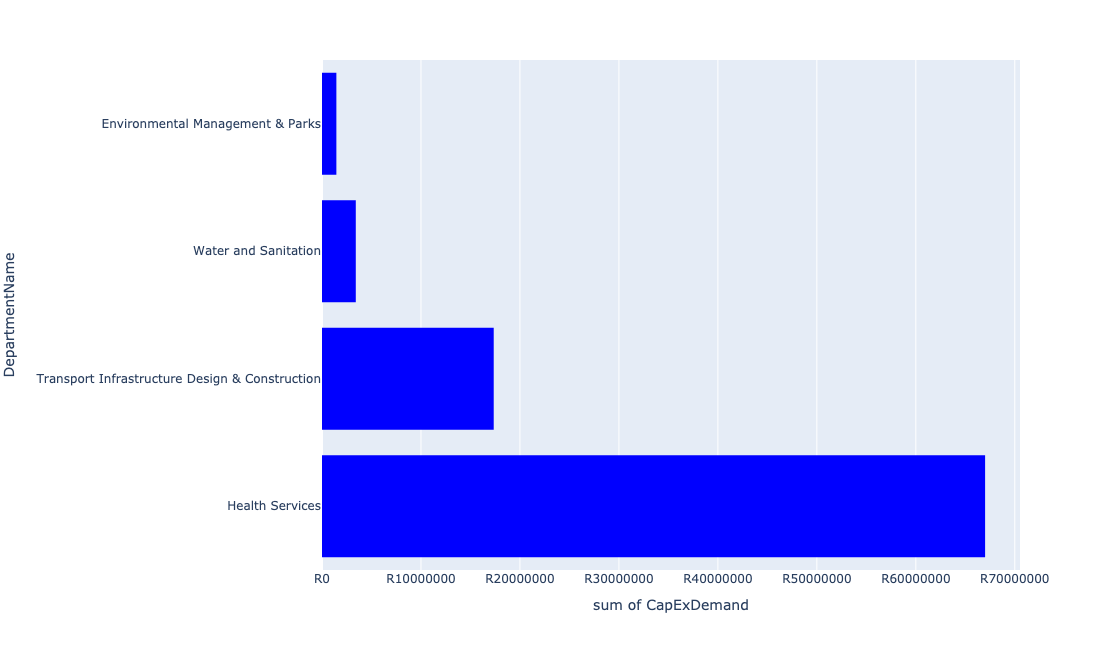 Environmental Management & Parks
Water and Sanitation
Transport Infrastructure Design & Construction
Health Services
DepartmentName
R0 R10000000 R20000000 R30000000 R40000000 R50000000 R60000000 R70000000
sum of CapExDemand